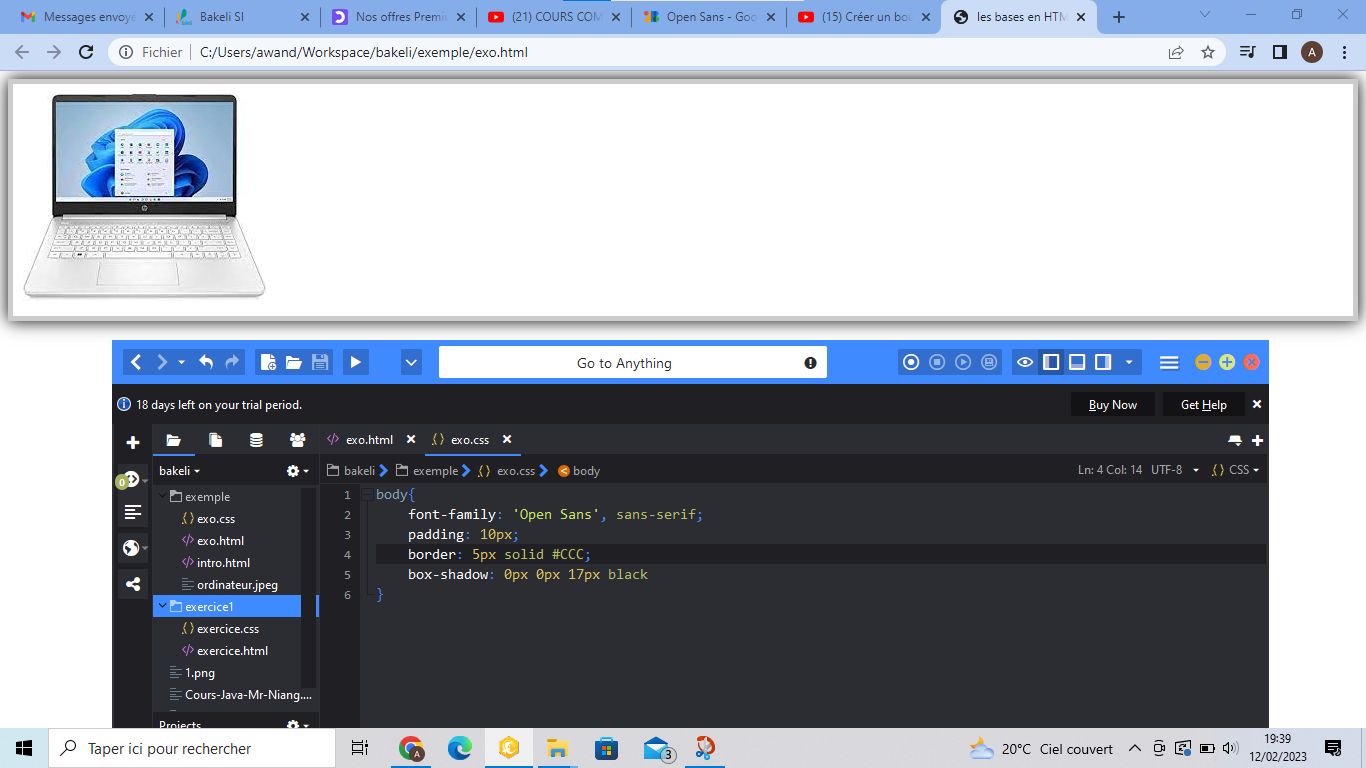 Messages envoyé
Bakeli SI
Nos offres Premi
(21) COURS COM
Open Sans - Goo
(15) Créer un bou
les bases en HTM
Fichier
C:/Users/awand/Workspace/bakeli/exemple/exo.html
A
Go to Anything
18 days left on your trial period.
Buy Now
Get Help
exo.html
exo.css
bakeli
bakeli
exemple
exo.css
body
Ln: 4 Col: 14
UTF-8
CSS
0
exemple
exo.css
exo.html
intro.html
ordinateur.jpeg
exercice1
exercice.css
exercice.html
1.png
Cours-Java-Mr-Niang....
Projects
1 body{
2 font-family: 'Open Sans', sans-serif;
3 padding: 10px;
4 border: 5px solid #CCC;
5 box-shadow: 0px 0px 17px black
6 }
Taper ici pour rechercher
A
3
20°C Ciel couvert
19:39
12/02/2023